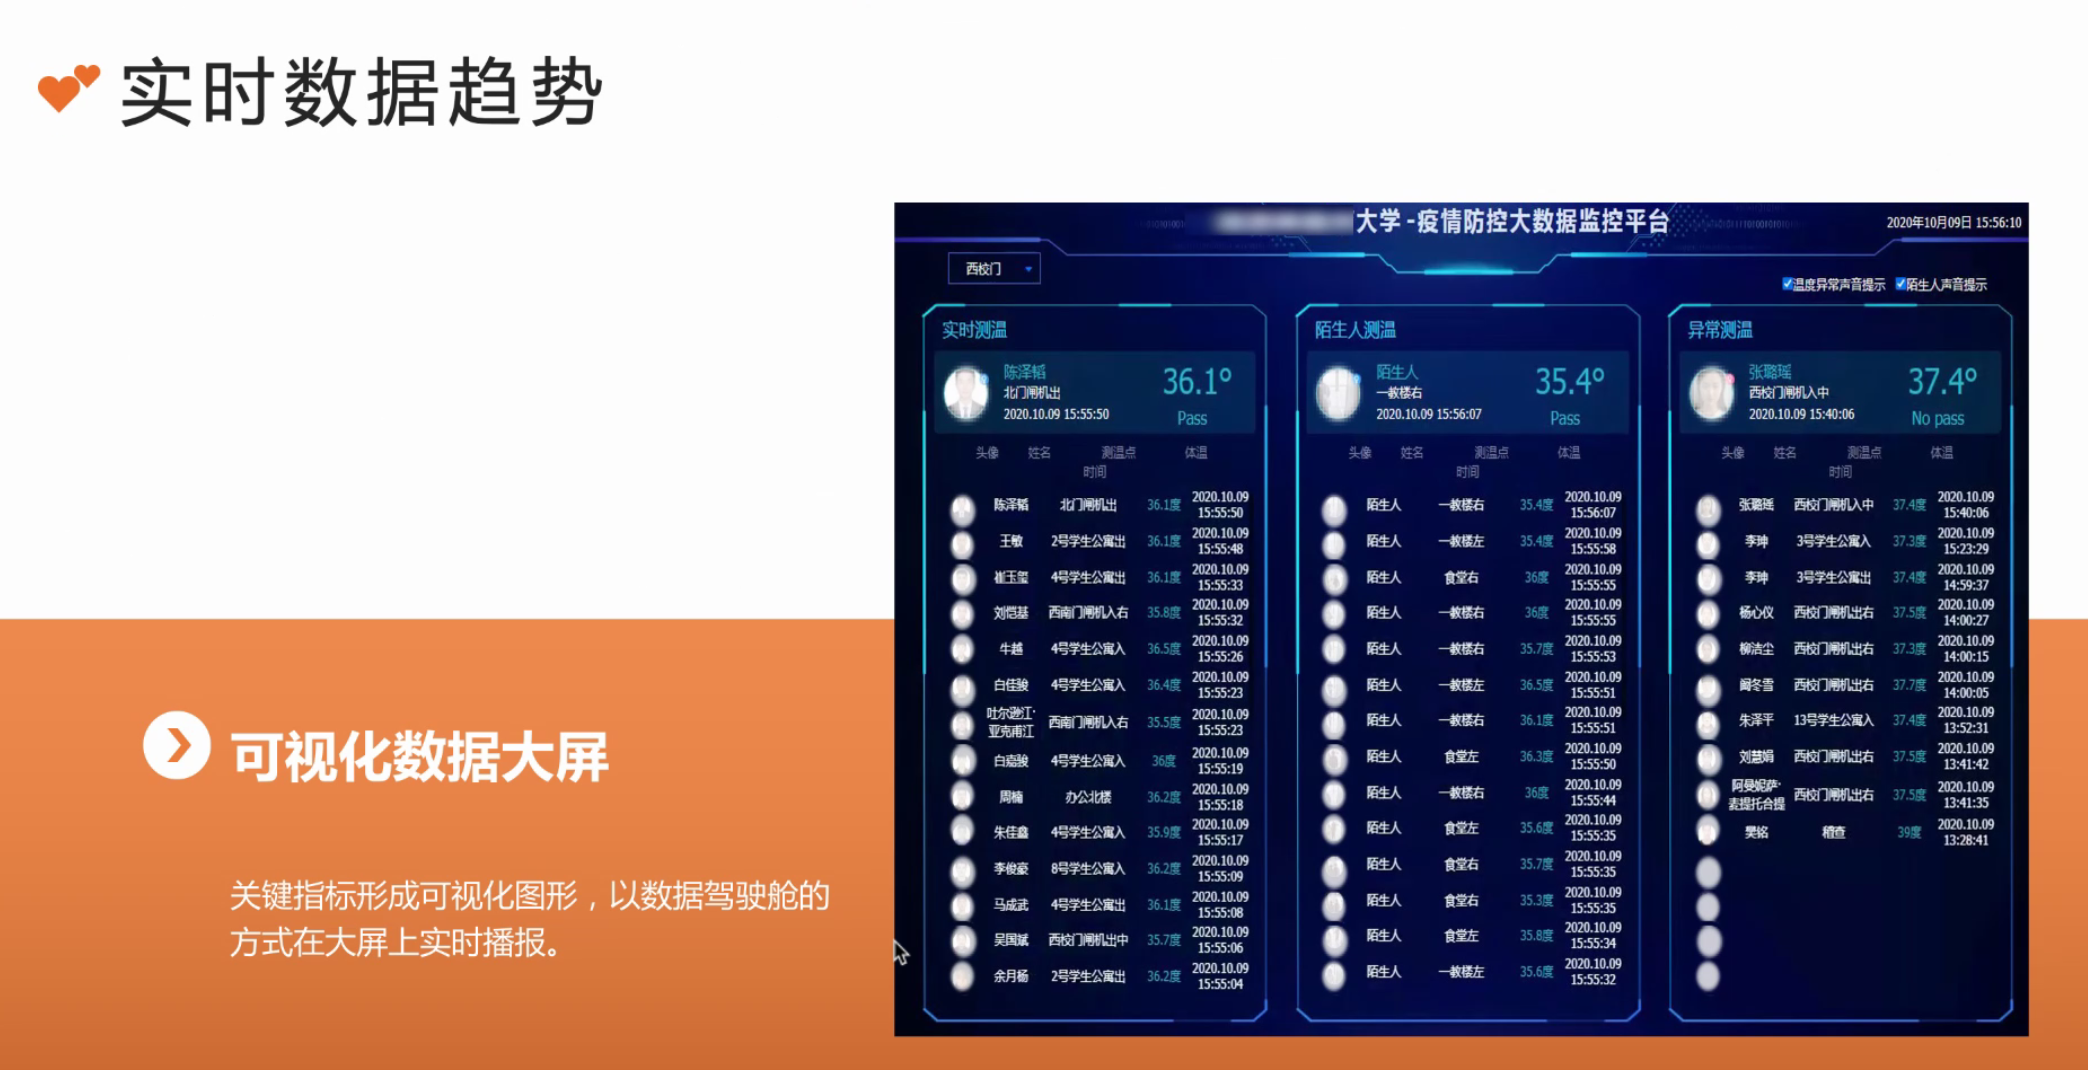 实时数据趋势
大学-疫情防控大数据监控平台
2020年10月09日 15:56:10
西校门
温度异常声音提示 陌生人声音提示
实时测温
陈泽韬
36.1°
北门闸机出
2020.10.09 15:55:50
Pass
头像 姓名 测温点 体温
时间
陈泽韬 北门闸机出 36.1度 2020.10.09 15:55:50
王敏 2号学生公寓出 36.1度 2020.10.09 15:55:48
崔玉玺 4号学生公寓出 36.1度 2020.10.09 15:55:33
刘恺基 西南门闸机入右 35.8度 2020.10.09 15:55:32
牛越 4号学生公寓入 36.5度 2020.10.09 15:55:26
白佳骏 4号学生公寓入 36.4度 2020.10.09 15:55:23
吐尔逊江·亚克甫江 西南门闸机入右 35.5度 2020.10.09 15:55:23
白嘉骏 4号学生公寓入 36度 2020.10.09 15:55:19
周楠 办公北楼 36.2度 2020.10.09 15:55:18
朱佳鑫 4号学生公寓入 35.9度 2020.10.09 15:55:17
李俊豪 8号学生公寓入 36.2度 2020.10.09 15:55:09
马成武 4号学生公寓出 36.1度 2020.10.09 15:55:08
吴国斌 西校门闸机出中 35.7度 2020.10.09 15:55:06
余月杨 2号学生公寓出 36.2度 2020.10.09 15:55:04
陌生人测温
陌生人
35.4°
一教楼右
2020.10.09 15:56:07
Pass
头像 姓名 测温点 体温
时间
陌生人 一教楼右 35.4度 2020.10.09 15:56:07
陌生人 一教楼左 35.4度 2020.10.09 15:55:58
陌生人 食堂右 36度 2020.10.09 15:55:55
陌生人 一教楼右 36度 2020.10.09 15:55:55
陌生人 一教楼右 35.7度 2020.10.09 15:55:53
陌生人 一教楼左 36.5度 2020.10.09 15:55:51
陌生人 一教楼右 36.1度 2020.10.09 15:55:51
陌生人 食堂左 36.3度 2020.10.09 15:55:50
陌生人 一教楼右 36度 2020.10.09 15:55:44
陌生人 食堂左 35.6度 2020.10.09 15:55:35
陌生人 食堂右 35.7度 2020.10.09 15:55:35
陌生人 食堂右 35.3度 2020.10.09 15:55:35
陌生人 食堂左 35.8度 2020.10.09 15:55:34
陌生人 一教楼左 35.6度 2020.10.09 15:55:32
异常测温
张璐瑶
37.4°
西校门闸机入中
2020.10.09 15:40:06
No pass
头像 姓名 测温点 体温
时间
张璐瑶 西校门闸机入中 37.4度 2020.10.09 15:40:06
李珅 3号学生公寓入 37.3度 2020.10.09 15:23:29
李珅 3号学生公寓出 37.4度 2020.10.09 14:59:37
杨心仪 西校门闸机出右 37.5度 2020.10.09 14:00:27
柳洁尘 西校门闸机出右 37.3度 2020.10.09 14:00:15
阎冬雪 西校门闸机出右 37.7度 2020.10.09 14:00:05
朱泽平 13号学生公寓入 37.4度 2020.10.09 13:52:31
刘慧娟 西校门闸机出右 37.5度 2020.10.09 13:41:42
阿曼妮萨·麦提托合提 西校门闸机出右 37.5度 2020.10.09 13:41:35
吴铭 稽查 39度 2020.10.09 13:28:41
可视化数据大屏
关键指标形成可视化图形，以数据驾驶舱的
方式在大屏上实时播报。